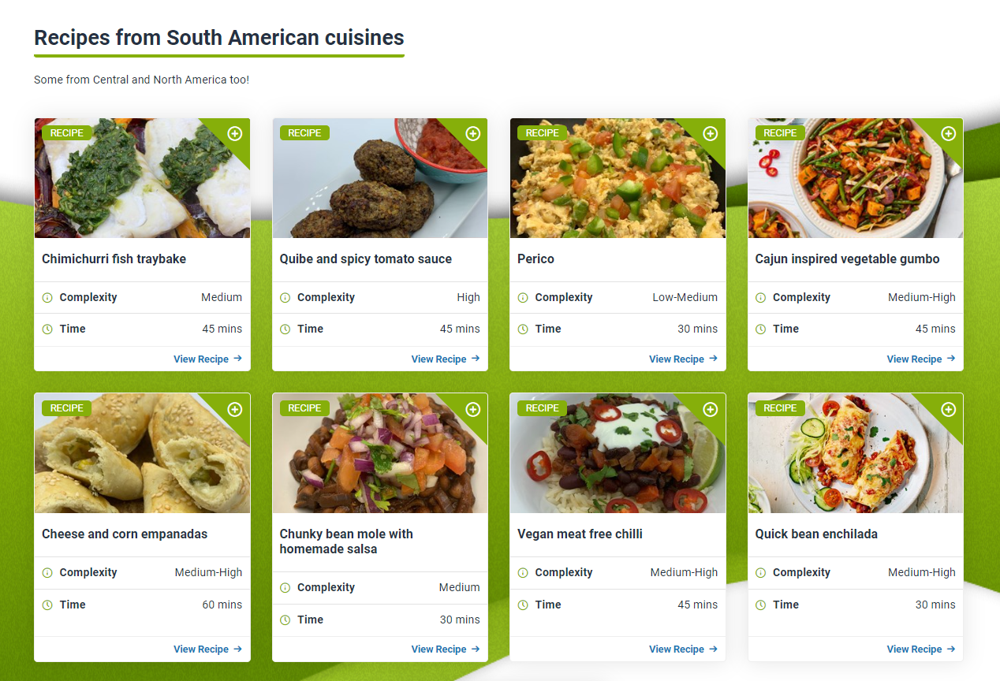 Recipes from South American cuisines
Some from Central and North America too!
RECIPE
Chimichurri fish traybake
Complexity Medium
Time 45 mins
View Recipe →
RECIPE
Quibe and spicy tomato sauce
Complexity High
Time 45 mins
View Recipe →
RECIPE
Perico
Complexity Low-Medium
Time 30 mins
View Recipe →
RECIPE
Cajun inspired vegetable gumbo
Complexity Medium-High
Time 45 mins
View Recipe →
RECIPE
Cheese and corn empanadas
Complexity Medium-High
Time 60 mins
View Recipe →
RECIPE
Chunky bean mole with
homemade salsa
Complexity Medium
Time 30 mins
View Recipe →
RECIPE
Vegan meat free chilli
Complexity Medium-High
Time 45 mins
View Recipe →
RECIPE
Quick bean enchilada
Complexity Medium-High
Time 30 mins
View Recipe →